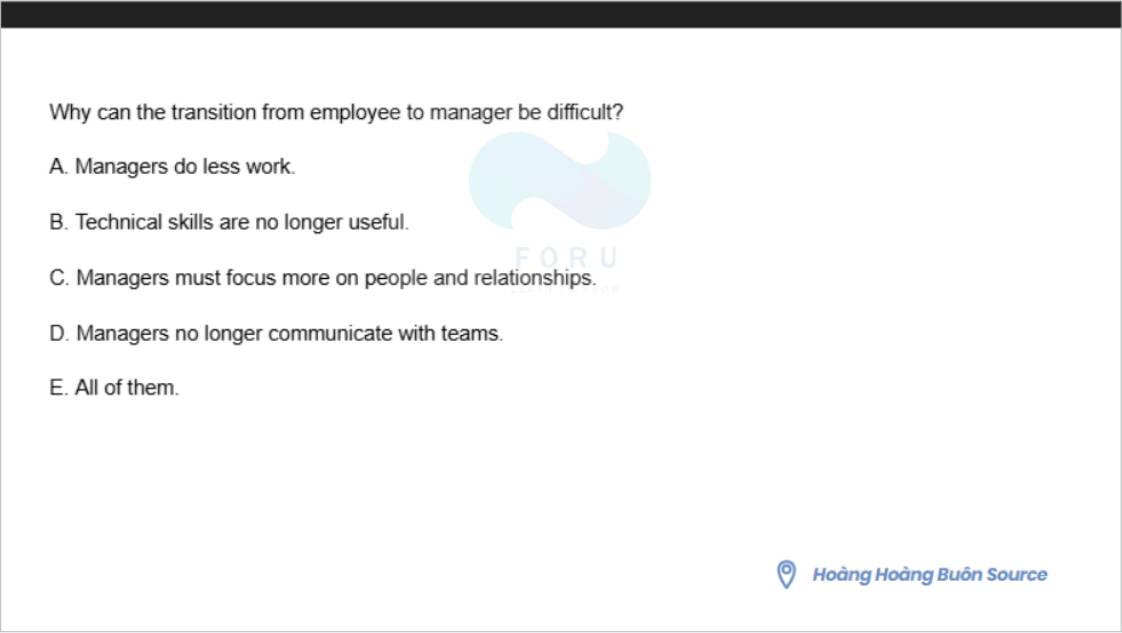 Why can the transition from employee to manager be difficult?
A. Managers do less work.
B. Technical skills are no longer useful.
FORU
C. Managers must focus more on people and relationships.
D. Managers no longer communicate with teams.
E. All of them.
Hoàng Hoàng Buôn Source